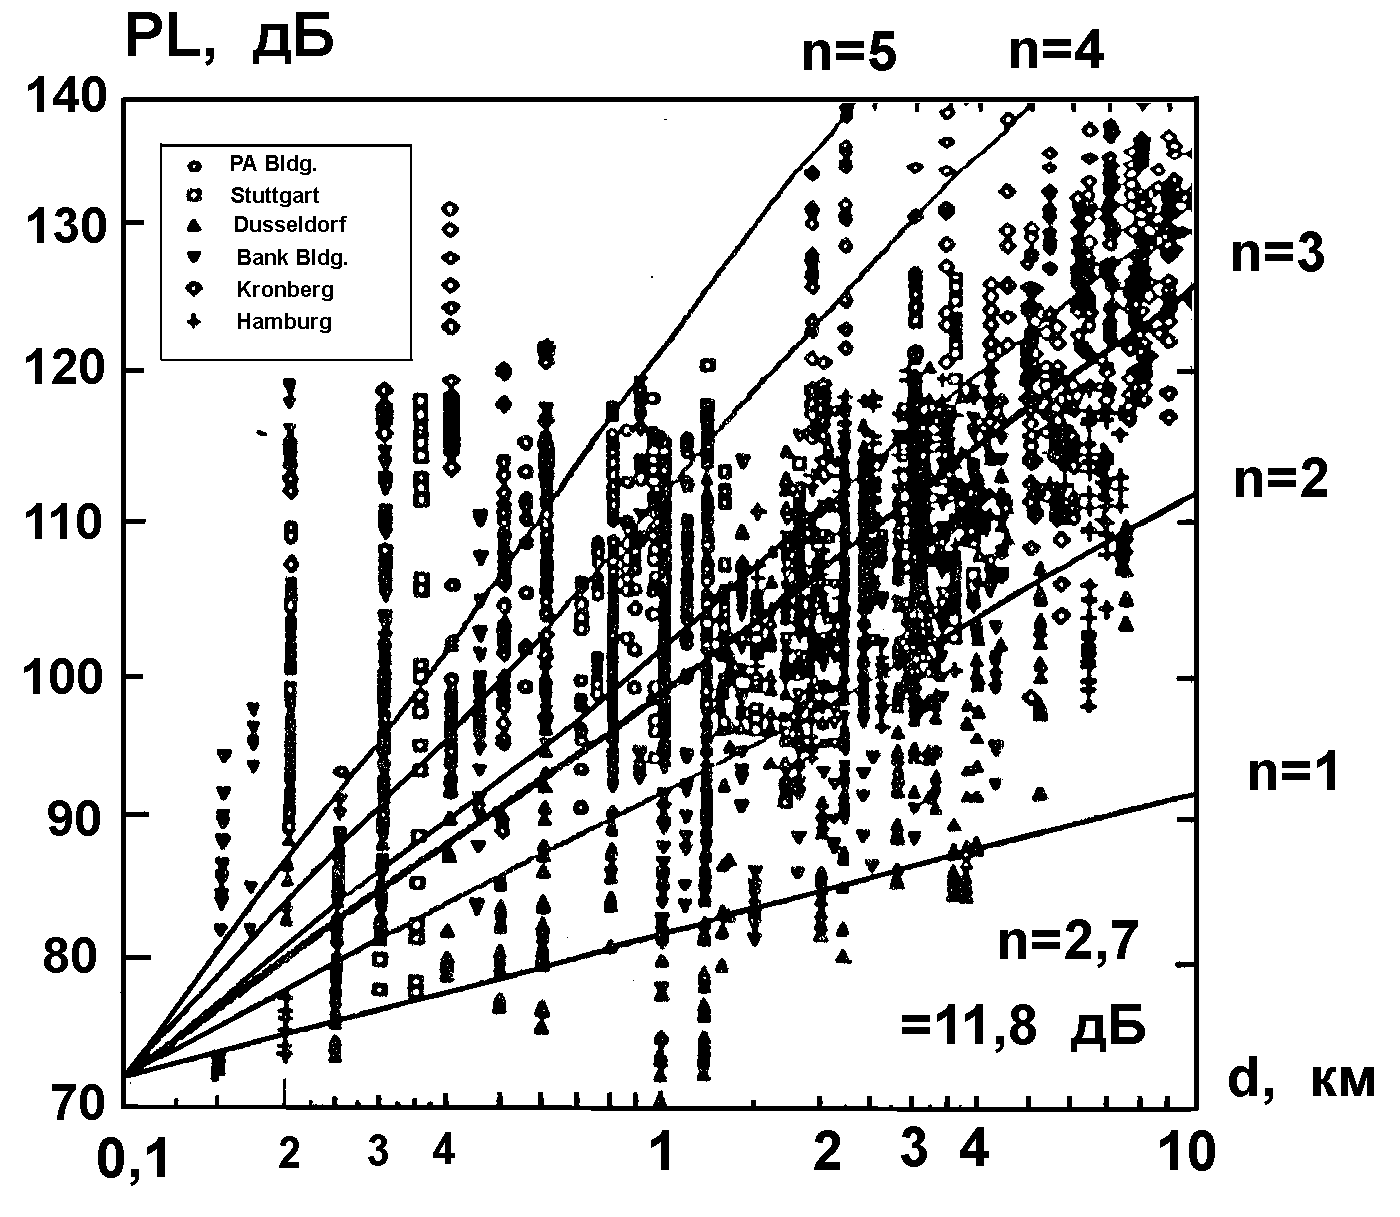 PL, дБ
n=5
n=4
140
PA Bldg.
Stuttgart
Dusseldorf
Bank Bldg.
Kronberg
Hamburg
130
n=3
120
n=2
110
100
n=1
90
n=2,7
80
=11,8 дБ
70
d, км
0,1
2
3
4
1
2
3
4
10